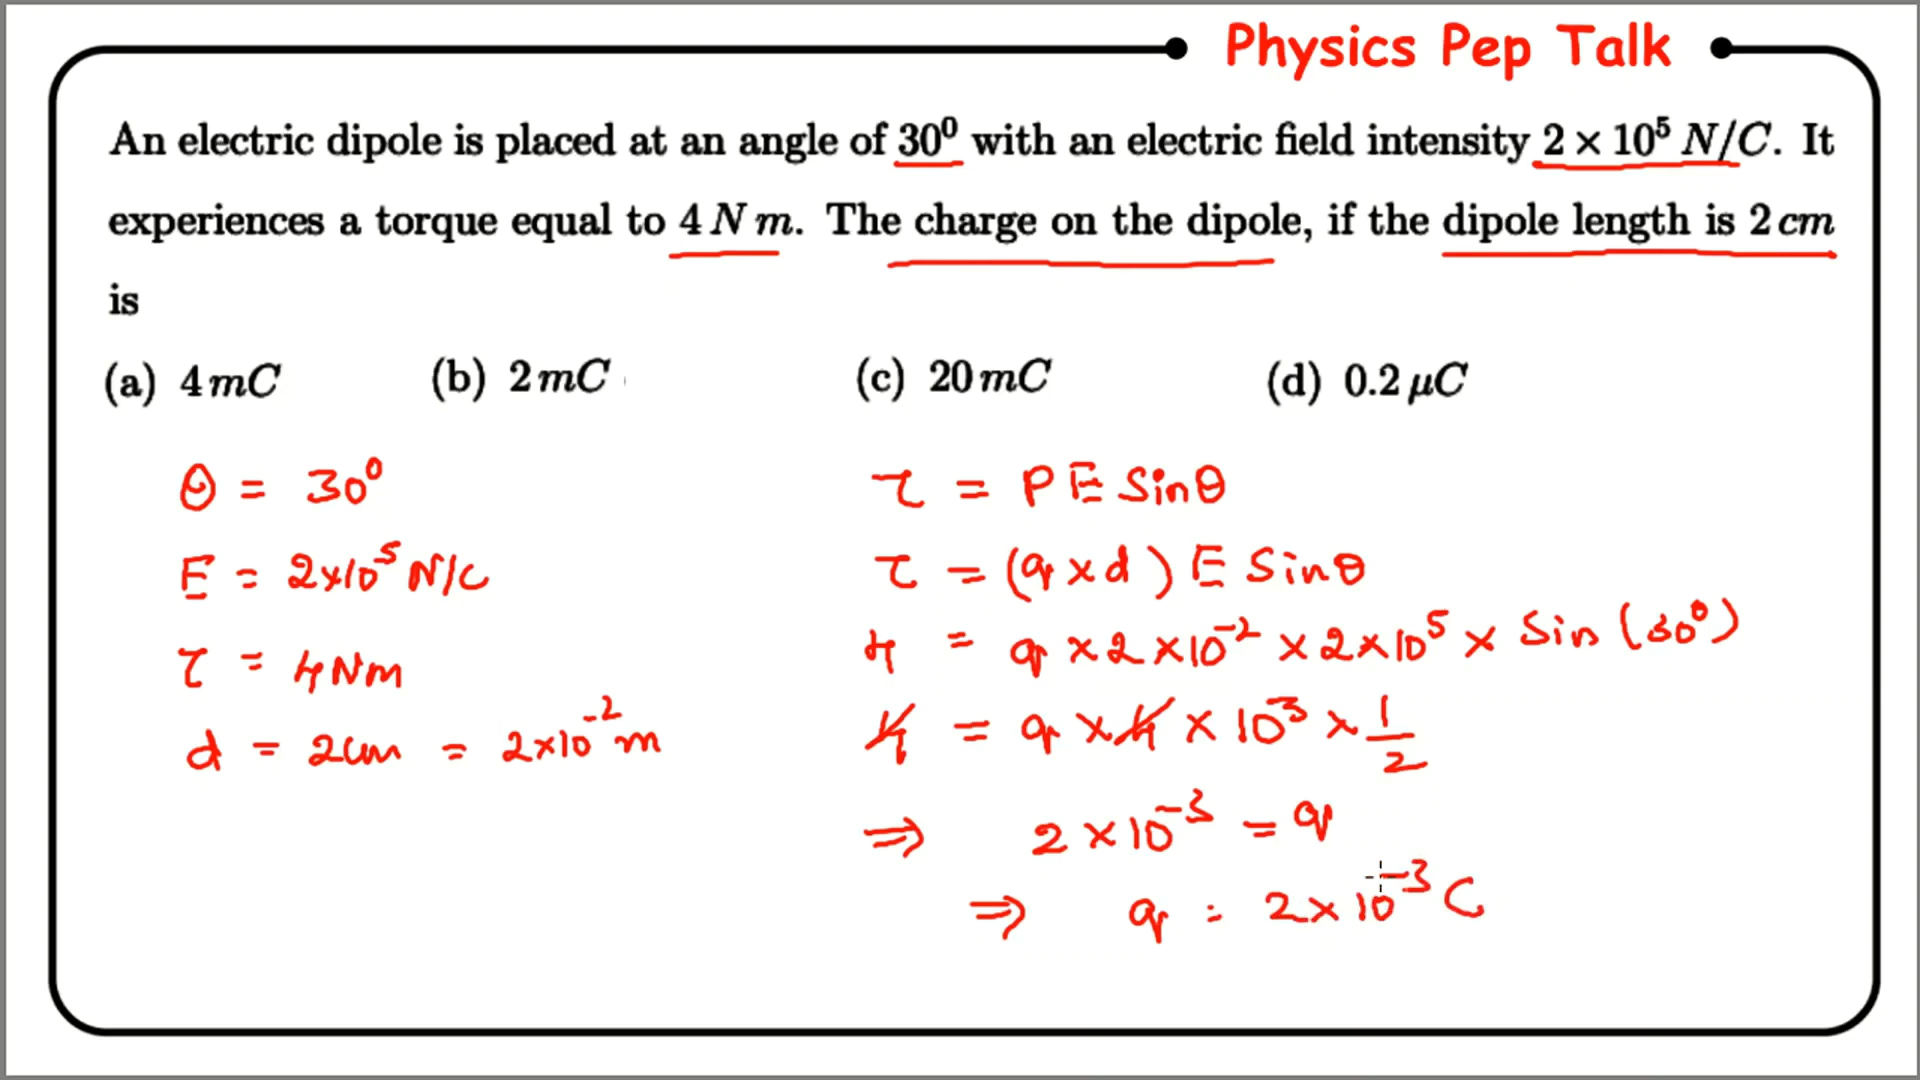 Physics Pep Talk
An electric dipole is placed at an angle of 30⁰ with an electric field intensity 2 × 10⁵ N/C. It
experiences a torque equal to 4 N m. The charge on the dipole, if the dipole length is 2 cm
is
(a) 4 mC (b) 2 mC (c) 20 mC (d) 0.2 μC
θ = 30⁰
E = 2×10⁵ N/C
τ = 4Nm
d = 2cm = 2×10⁻² m
τ = P E Sinθ
τ = (q × d) E Sinθ
4 = q × 2 × 10⁻² × 2 × 10⁵ × Sin (30⁰)
4 = q × 4 × 10³ × 1/2
⇒ 2 × 10⁻³ = q
⇒ q = 2 × 10⁻³ C